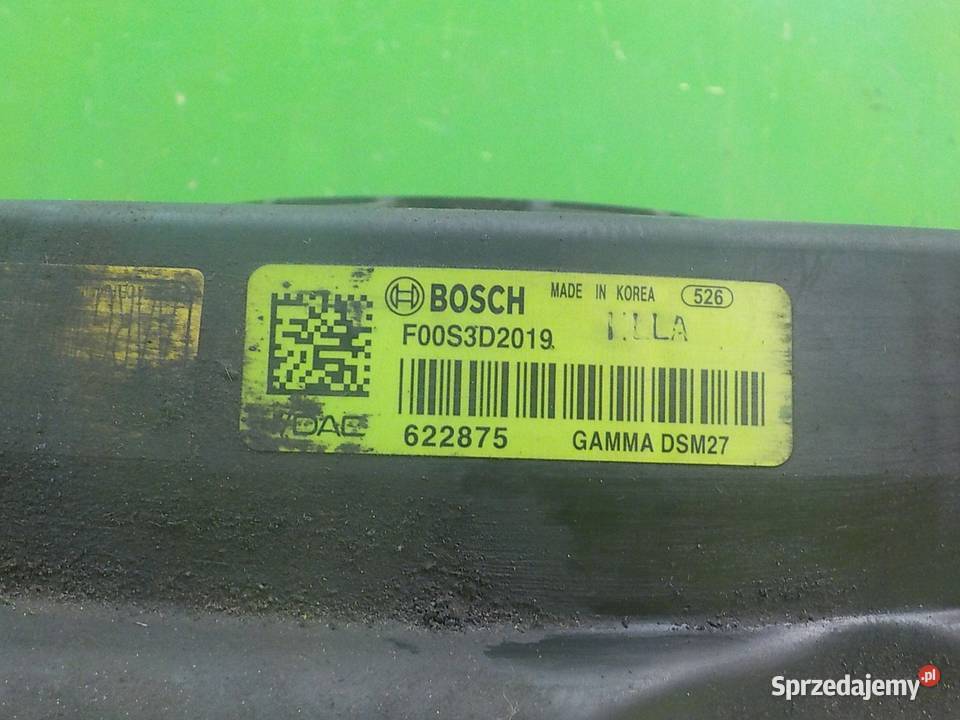 BOSCH MADE IN KOREA 526
F00S3D2019
DAC
622875 GAMMA DSM27
Sprzedajemy.pl